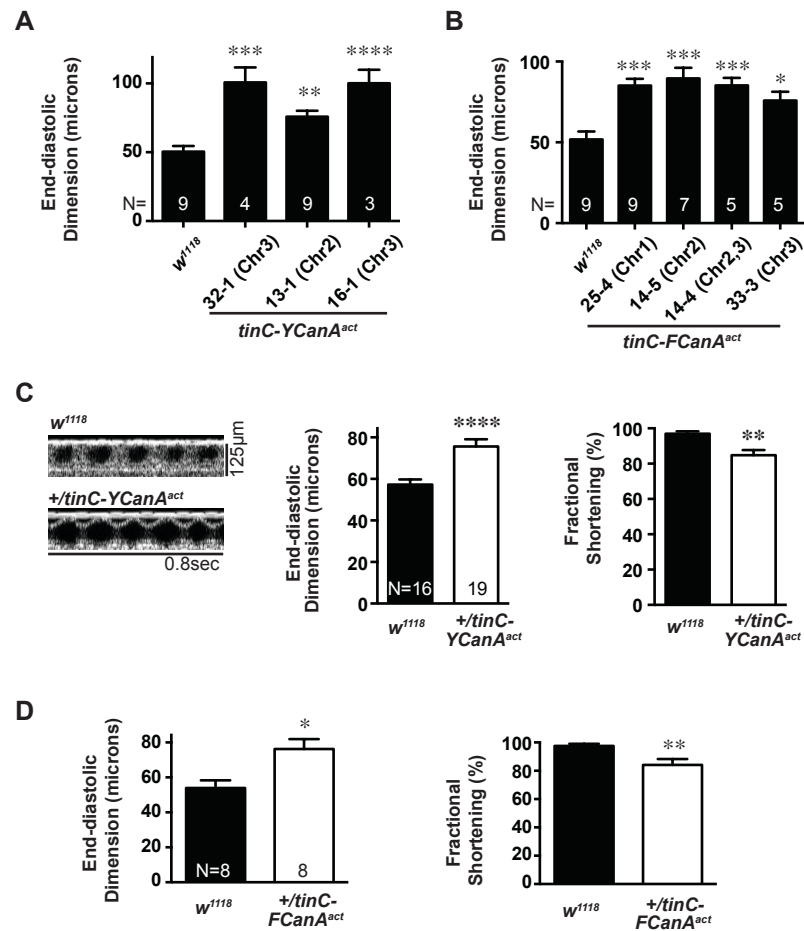 A
End-diastolic
Dimension (microns)
100
50
0
***
**
****
N=
9
4
9
3
w1118
32-1 (Chr3)
13-1 (Chr2)
16-1 (Chr3)
tinC-YCanAact
B
End-diastolic
Dimension (microns)
100
50
0
***
***
***
*
N=
9
9
7
5
5
w1118
25-4 (Chr1)
14-5 (Chr2)
14-4 (Chr2,3)
33-3 (Chr3)
tinC-FCanAact
C
w1118
125µm
+/tinC-YCanAact
0.8sec
End-diastolic
Dimension (microns)
80
60
40
20
0
****
N=16
19
w1118
+/tinC-
YCanAact
Fractional
Shortening (%)
100
80
60
40
20
0
**
w1118
+/tinC-
YCanAact
D
End-diastolic
Dimension (microns)
80
60
40
20
0
*
N=8
8
w1118
+/tinC-
FCanAact
Fractional
Shortening (%)
100
80
60
40
20
0
**
w1118
+/tinC-
FCanAact